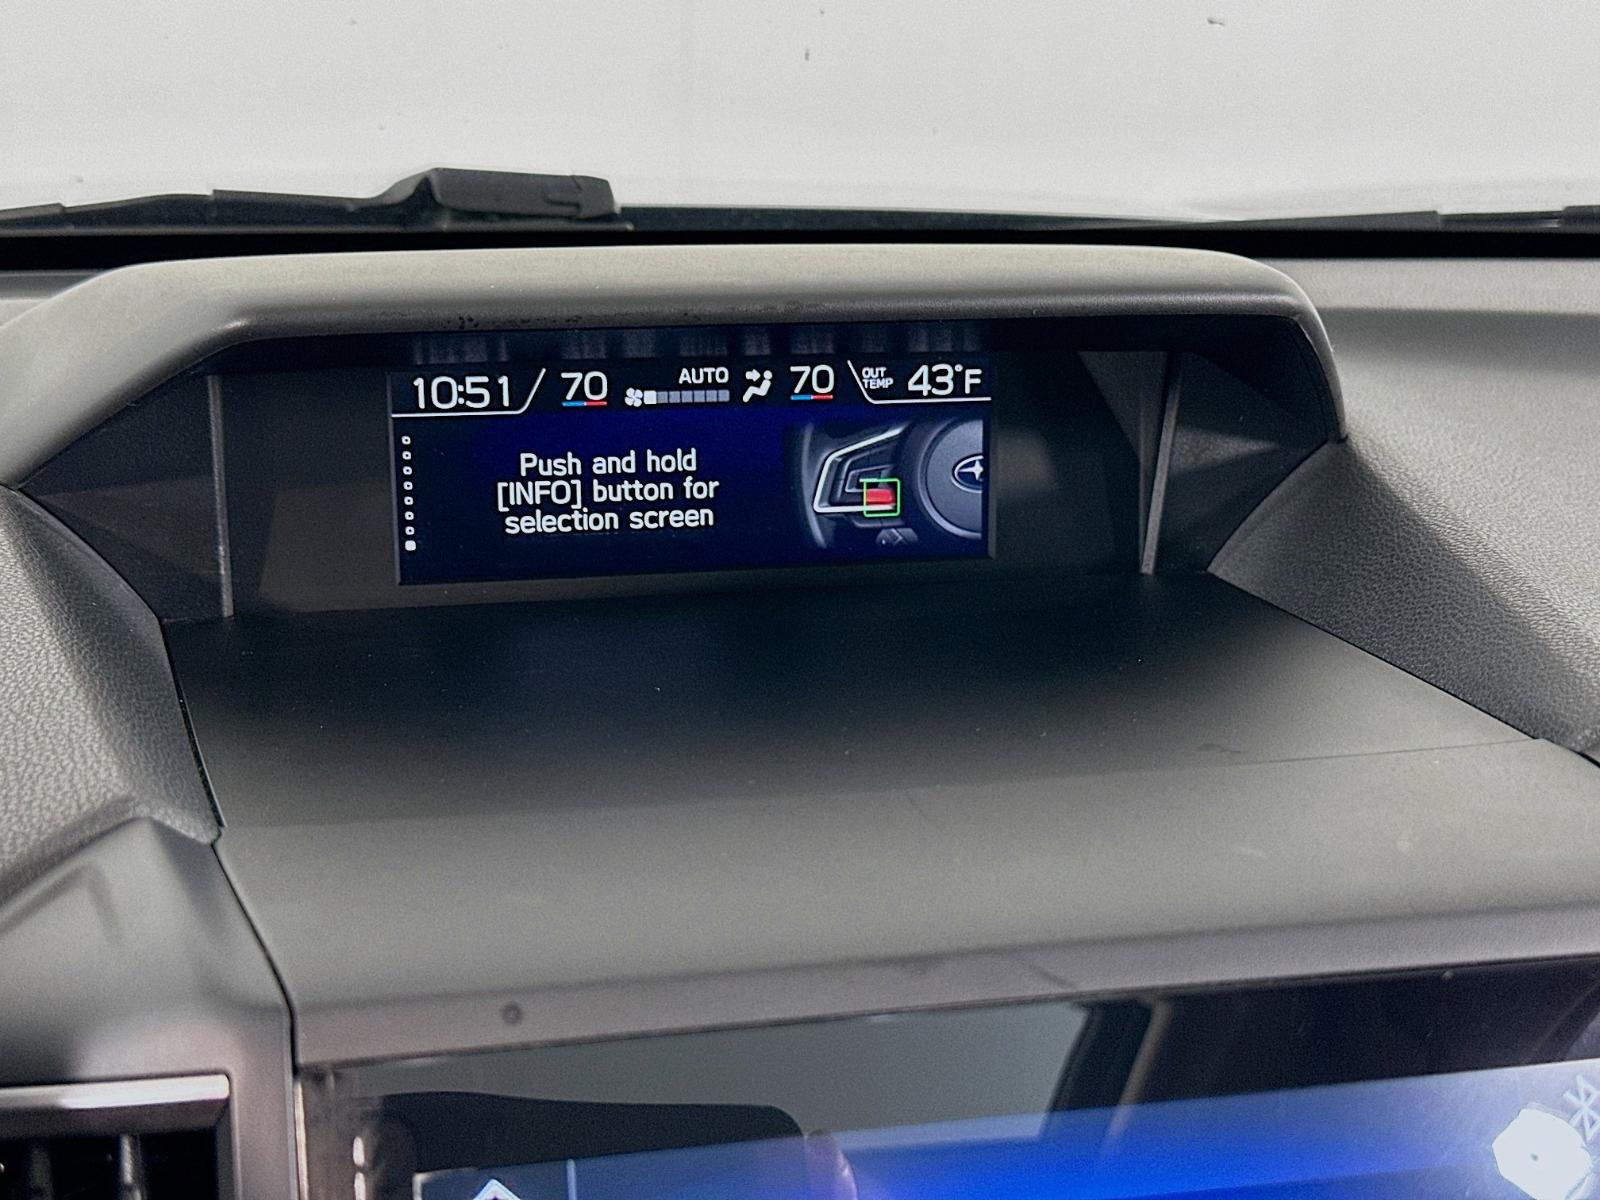 10:51 70 AUTO 70 OUT TEMP 43°F
Push and hold
[INFO] button for
selection screen